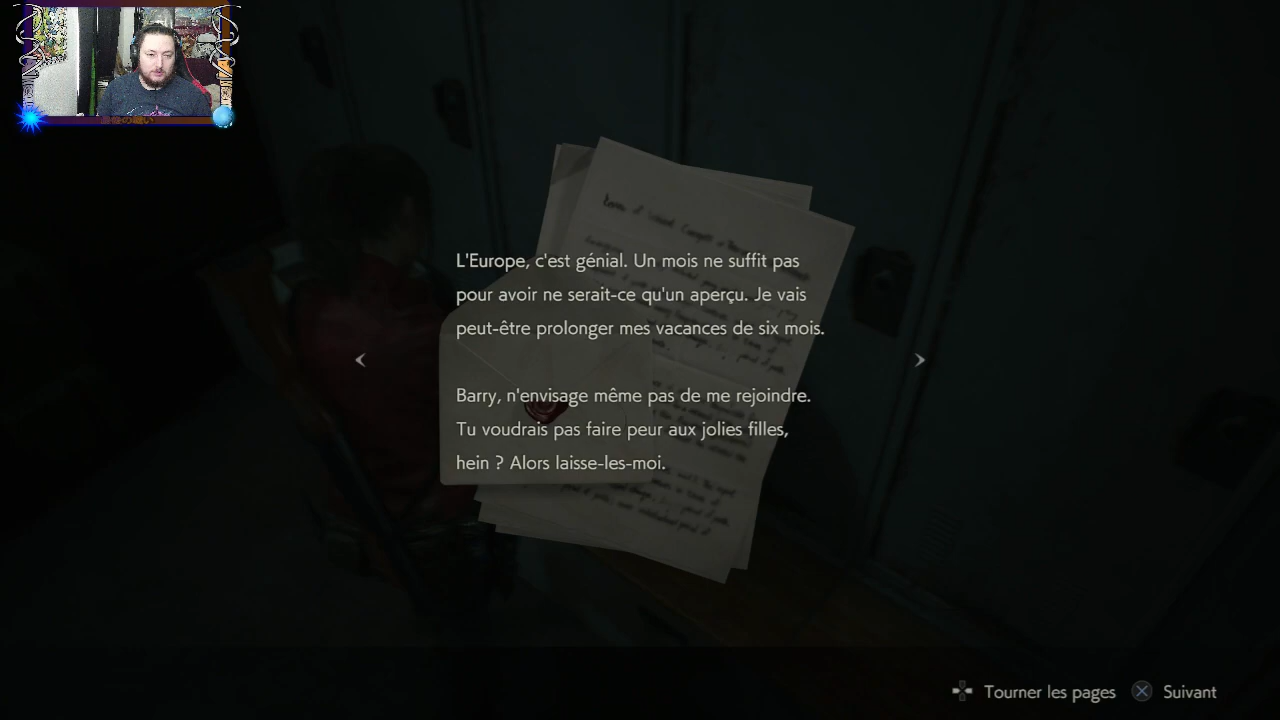 L'Europe, c'est génial. Un mois ne suffit pas
pour avoir ne serait-ce qu'un aperçu. Je vais
peut-être prolonger mes vacances de six mois.
Barry, n'envisage même pas de me rejoindre.
Tu voudrais pas faire peur aux jolies filles,
hein ? Alors laisse-les-moi.
Tourner les pages
Suivant